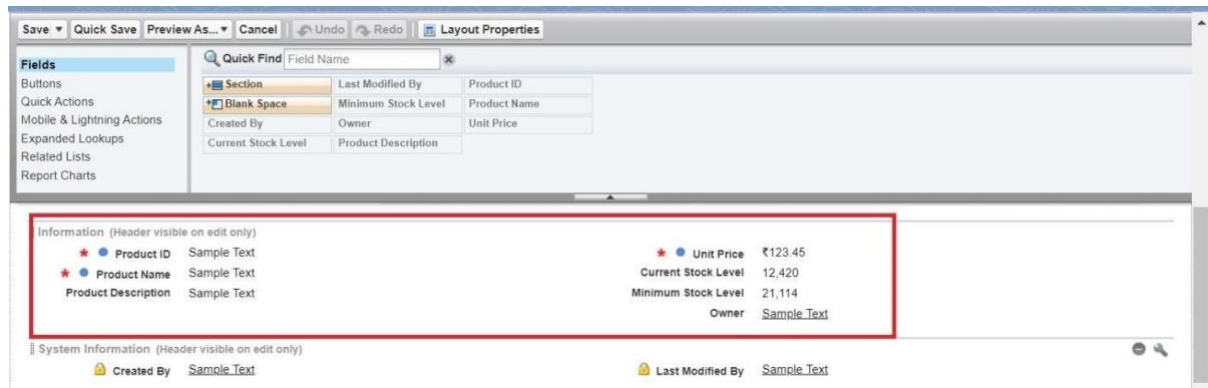 Save Quick Save Preview As... Cancel Undo Redo Layout Properties
Fields
Buttons
Quick Actions
Mobile & Lightning Actions
Expanded Lookups
Related Lists
Report Charts
Quick Find Field Name
Section Last Modified By Product ID
Blank Space Minimum Stock Level Product Name
Created By Owner Unit Price
Current Stock Level Product Description
Information (Header visible on edit only)
* Product ID Sample Text * Unit Price ₹123.45
* Product Name Sample Text Current Stock Level 12,420
Product Description Sample Text Minimum Stock Level 21,114
Owner Sample Text
System Information (Header visible on edit only)
Created By Sample Text Last Modified By Sample Text